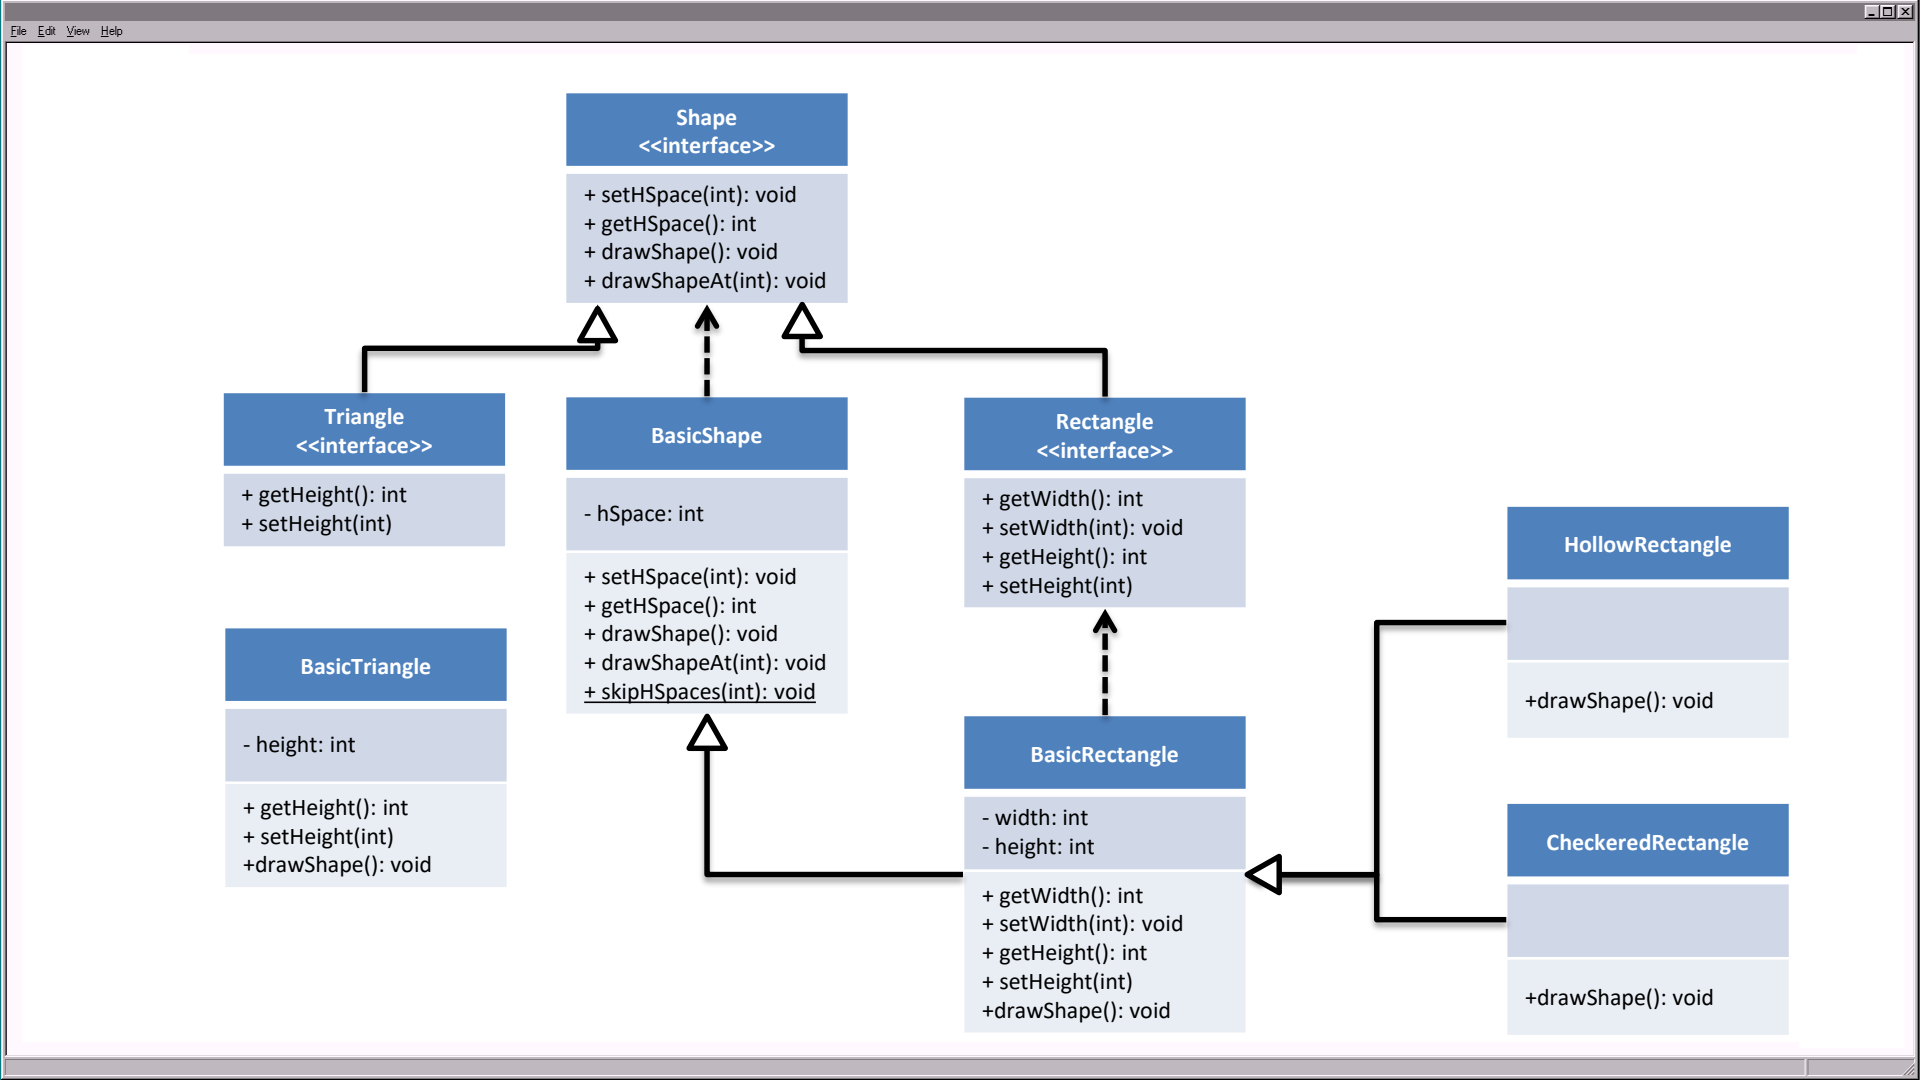 File Edit View Help
Shape
<<interface>>
+ setHSpace(int): void
+ getHSpace(): int
+ drawShape(): void
+ drawShapeAt(int): void
Triangle
<<interface>>
+ getHeight(): int
+ setHeight(int)
BasicShape
- hSpace: int
+ setHSpace(int): void
+ getHSpace(): int
+ drawShape(): void
+ drawShapeAt(int): void
+ skipHSpaces(int): void
Rectangle
<<interface>>
+ getWidth(): int
+ setWidth(int): void
+ getHeight(): int
+ setHeight(int)
HollowRectangle
+drawShape(): void
BasicTriangle
- height: int
+ getHeight(): int
+ setHeight(int)
+drawShape(): void
BasicRectangle
- width: int
- height: int
+ getWidth(): int
+ setWidth(int): void
+ getHeight(): int
+ setHeight(int)
+drawShape(): void
CheckeredRectangle
+drawShape(): void